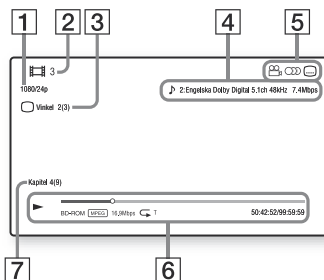 1 2 3 4 5
3
1080/24p
2:Engelska Dolby Digital 5.1ch 48kHz 7.4Mbps
Vinkel 2(3)
Kapitel 4(9)
BD-ROM MPEG 16,9Mbps T 50:42:52/99:59:59
7 6